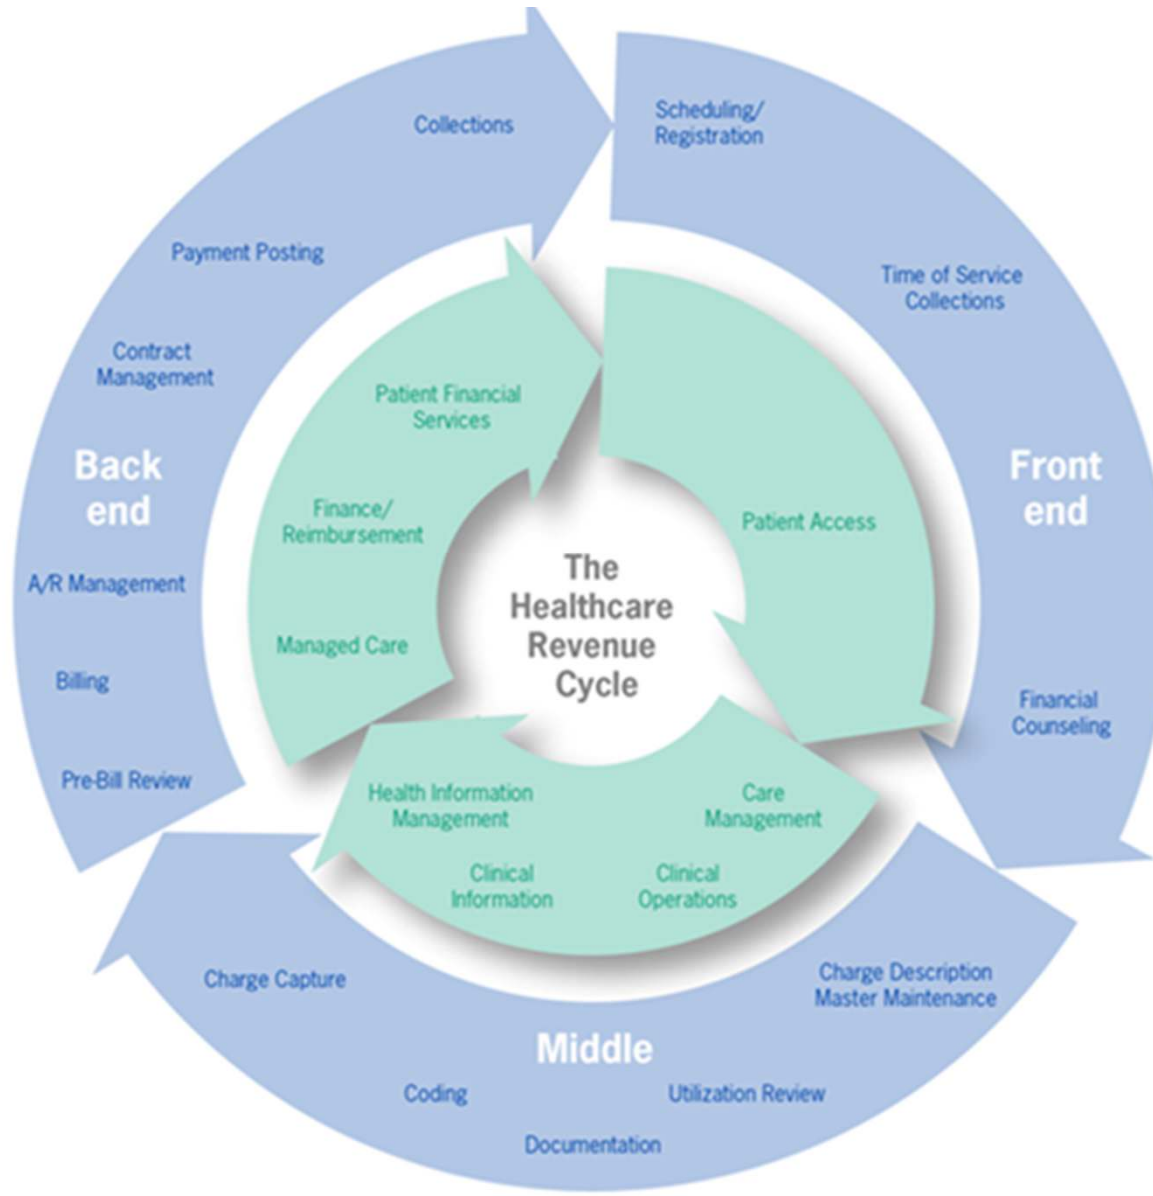 Collections
Scheduling/
Registration
Payment Posting
Time of Service
Collections
Contract
Management
Patient Financial
Services
Back
end
Front
end
Finance/
Reimbursement
Patient Access
A/R Management
The
Healthcare
Revenue
Cycle
Managed Care
Billing
Financial
Counseling
Pre-Bill Review
Health Information
Management
Care
Management
Clinical
Information
Clinical
Operations
Charge Capture
Charge Description
Master Maintenance
Middle
Coding
Utilization Review
Documentation